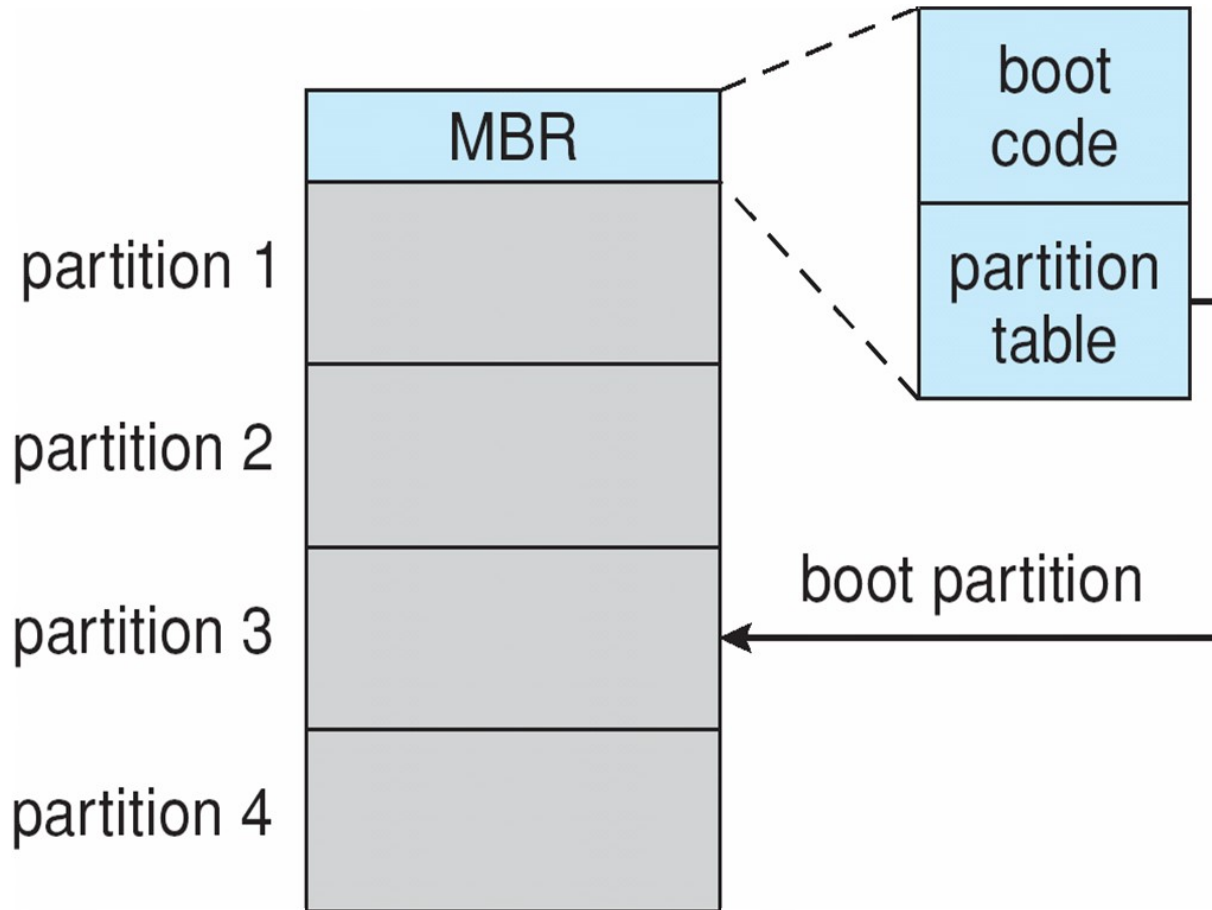 MBR
boot
code
partition
table
partition 1
partition 2
boot partition
partition 3
partition 4